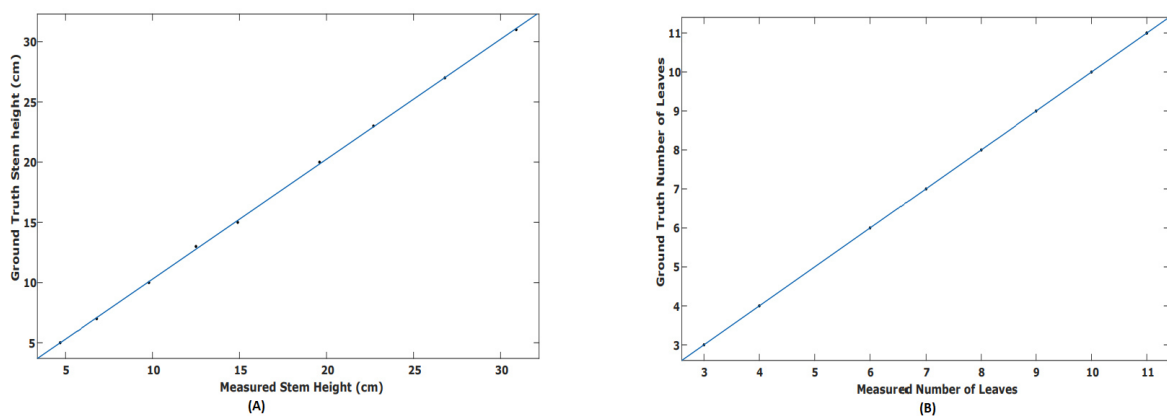 Ground Truth Stem height (cm)
30
25
20
15
10
5
5 10 15 20 25 30
Measured Stem Height (cm)
(A)
Ground Truth Number of Leaves
11
10
9
8
7
6
5
4
3
3 4 5 6 7 8 9 10 11
Measured Number of Leaves
(B)